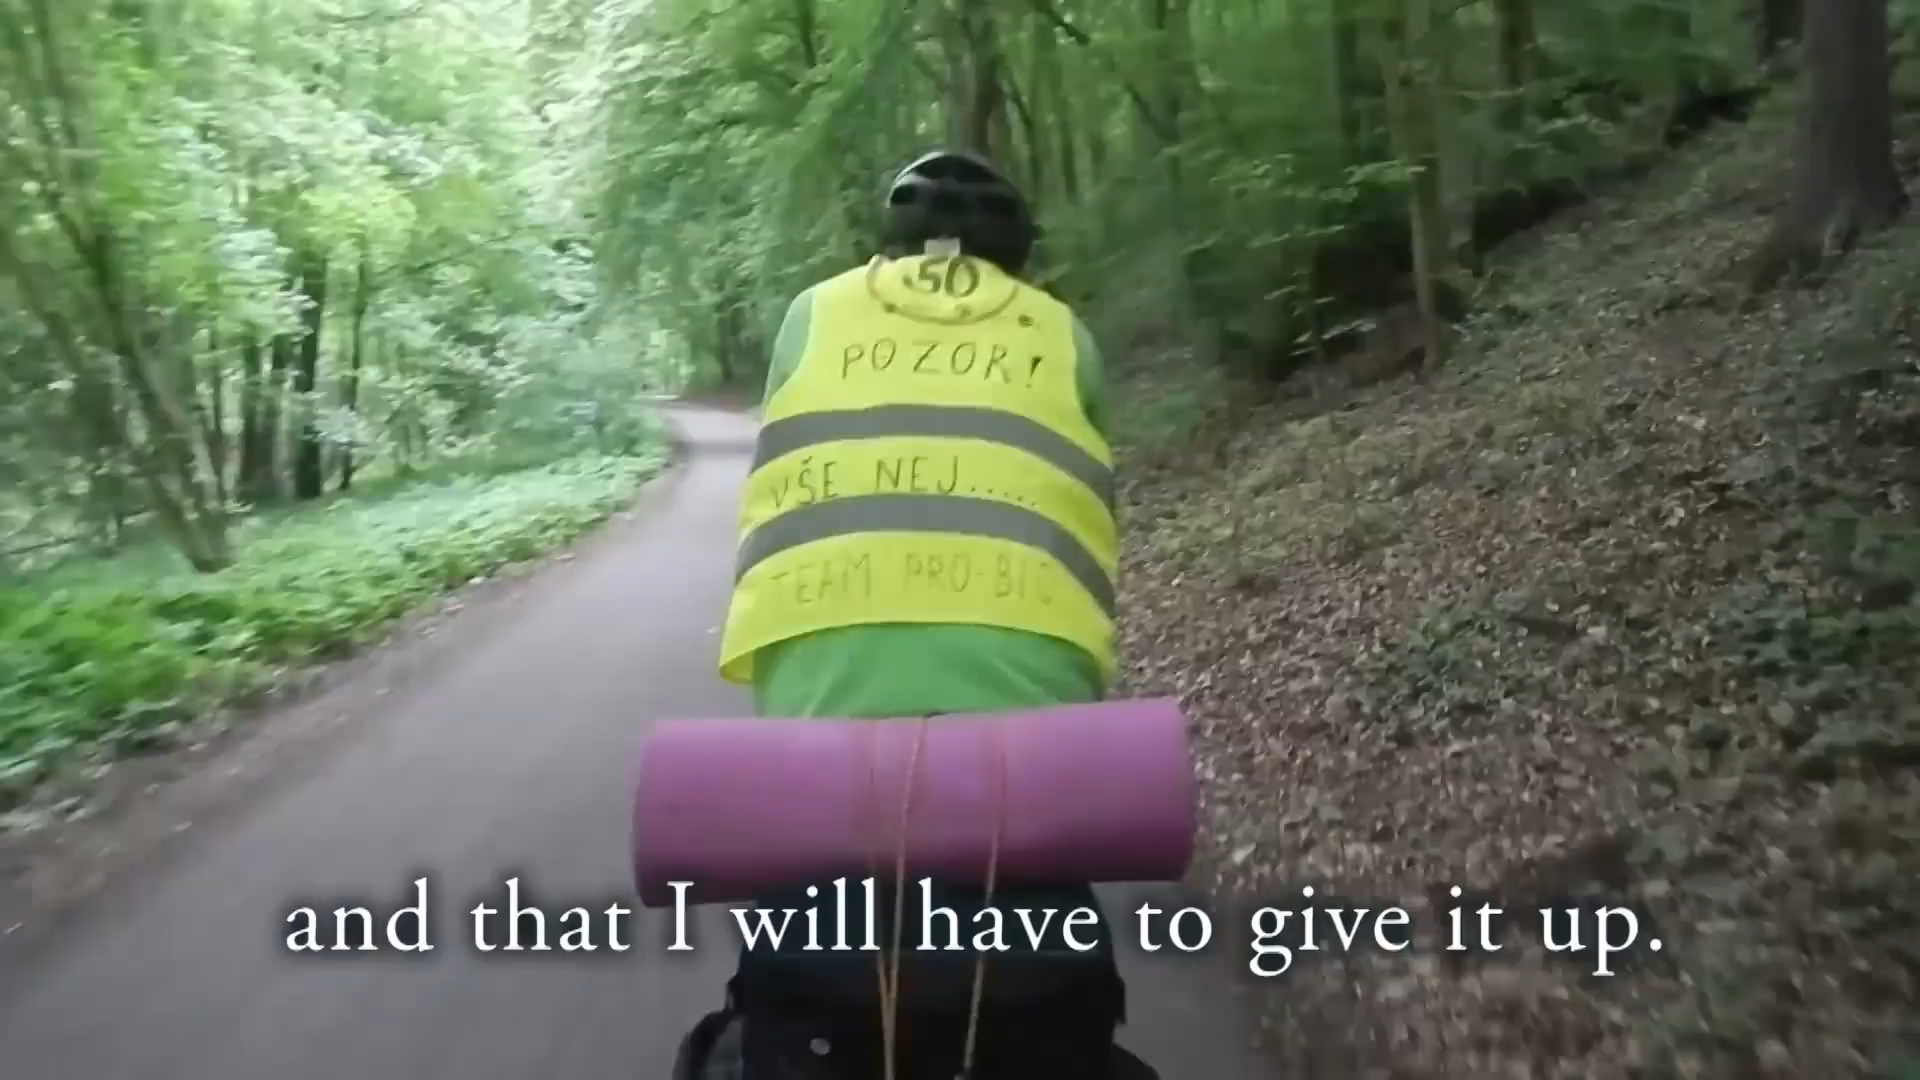 50
POZOR!
VŠE NEJ.....
TEAM PRO-BIO
and that I will have to give it up.